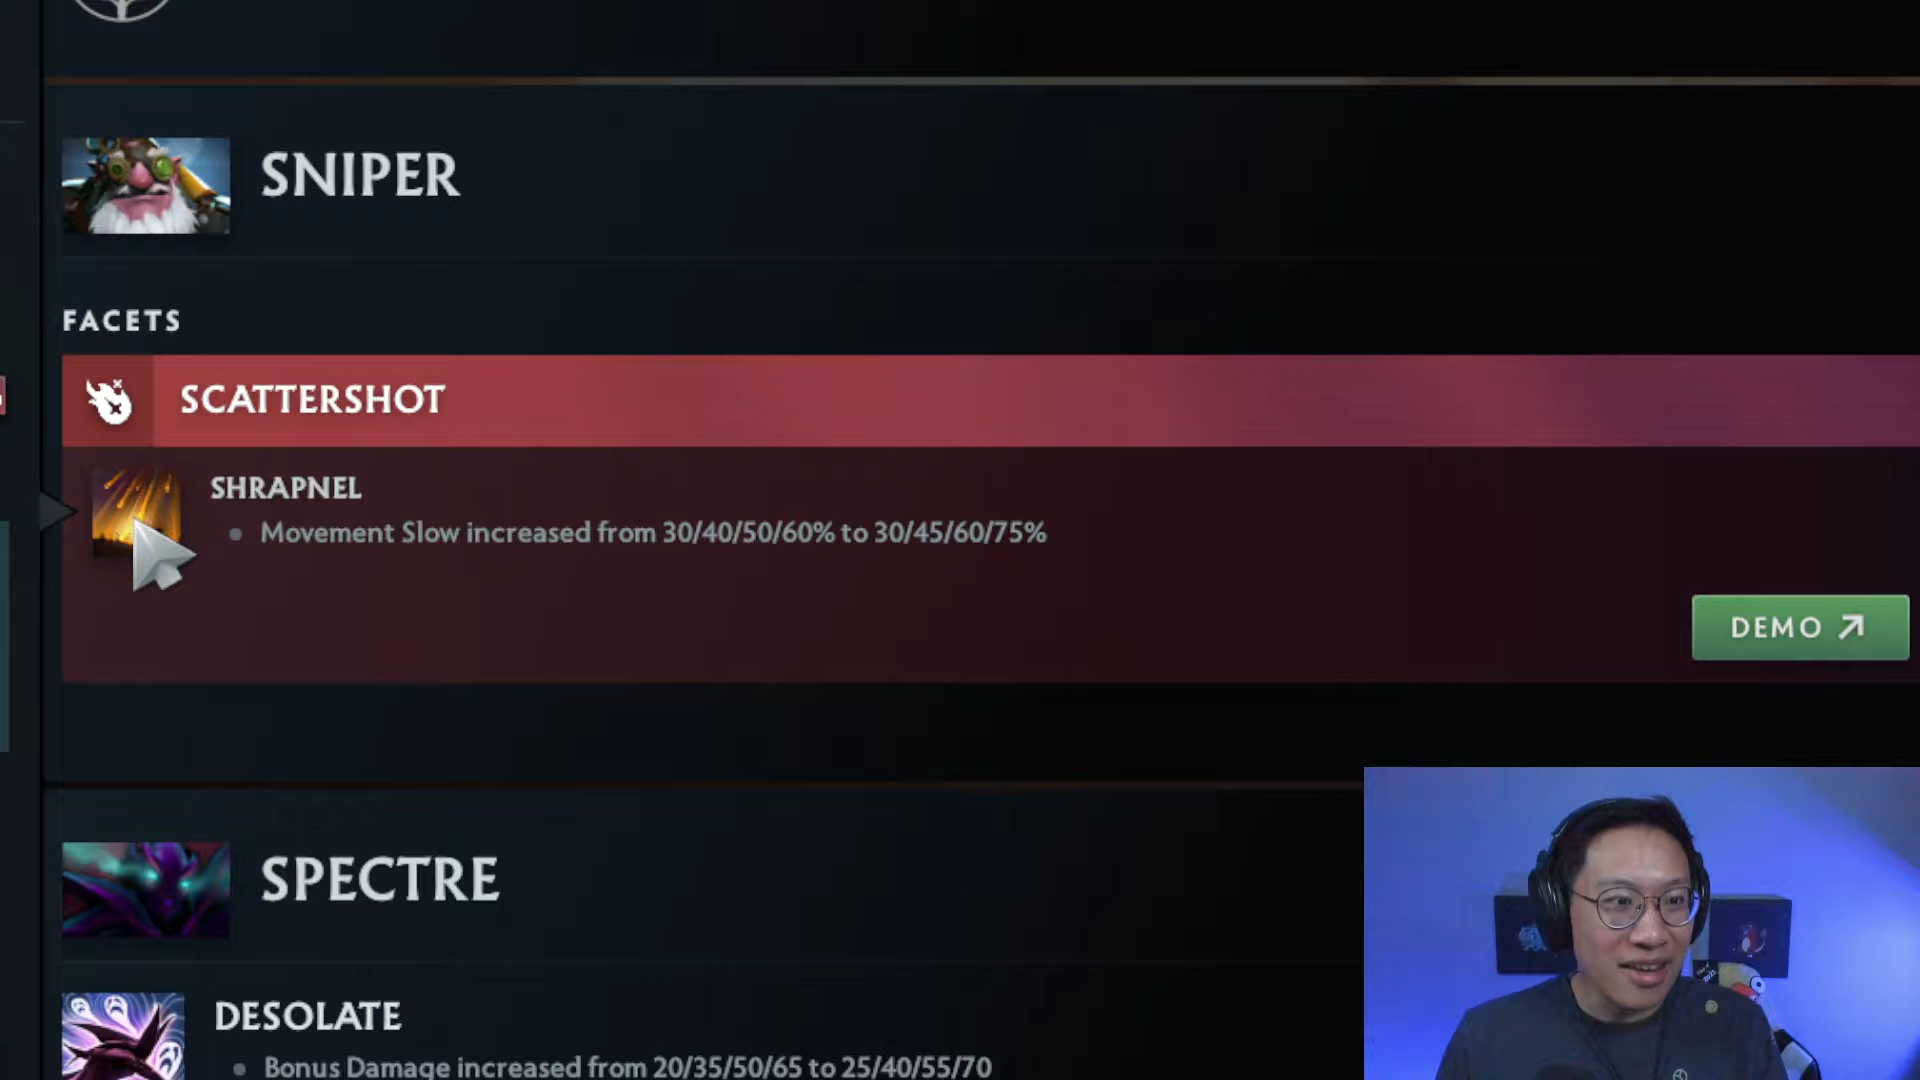 SNIPER
FACETS
SCATTERSHOT
SHRAPNEL
Movement Slow increased from 30/40/50/60% to 30/45/60/75%
DEMO
SPECTRE
DESOLATE
Bonus Damage increased from 20/35/50/65 to 25/40/55/70